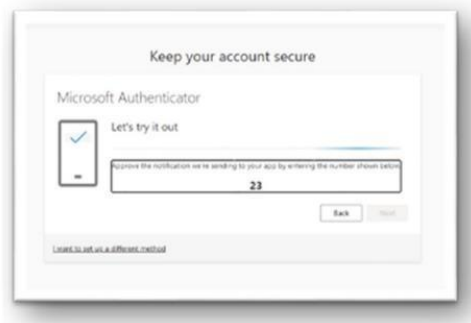 Keep your account secure
Microsoft Authenticator
Let's try it out
Approve the notification we're sending to your app by entering the number shown below.
23
Back
Next
I want to set up a different method